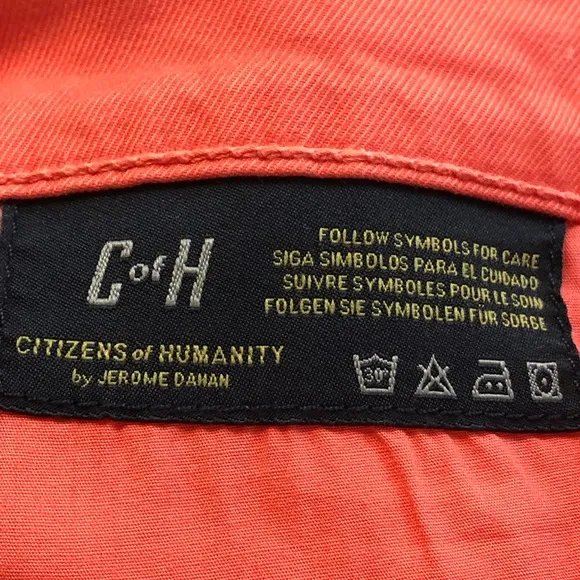 C of H
CITIZENS of HUMANITY
by JEROME DAHAN
FOLLOW SYMBOLS FOR CARE
SIGA SIMBOLOS PARA EL CUIDADO
SUIVRE SYMBOLES POUR LE SOIN
FOLGEN SIE SYMBOLEN FÜR SORGE
30°